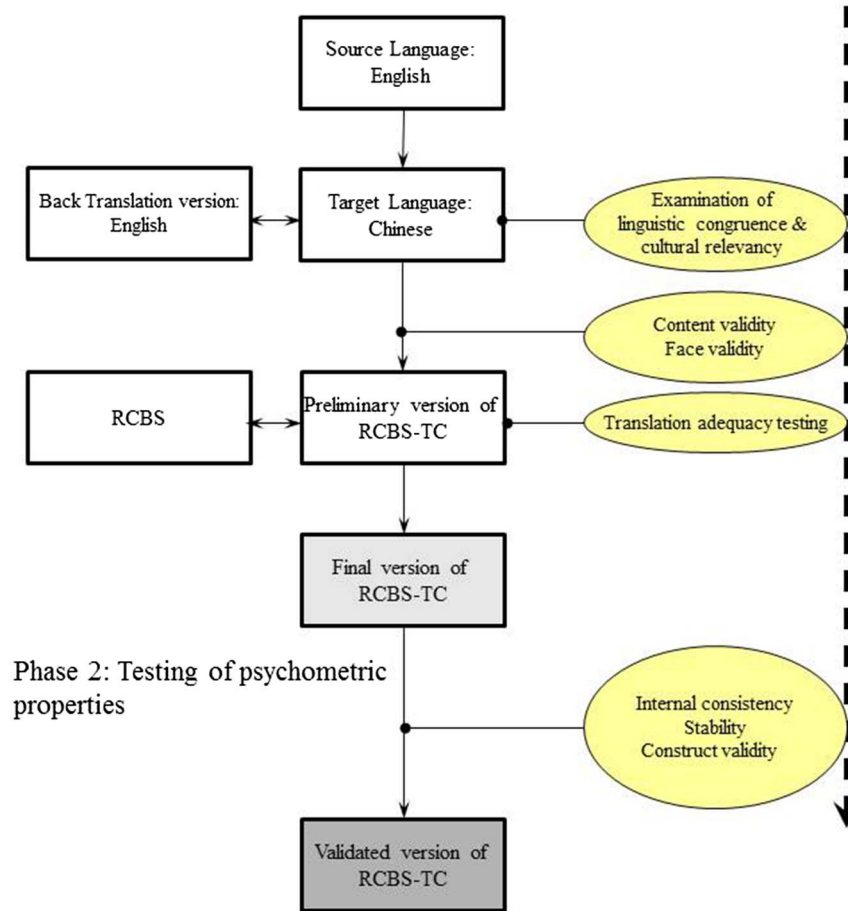 Source Language:
English
Back Translation version:
English
Target Language:
Chinese
Examination of
linguistic congruence &
cultural relevancy
Content validity
Face validity
RCBS
Preliminary version of
RCBS-TC
Translation adequacy testing
Final version of
RCBS-TC
Phase 2: Testing of psychometric
properties
Internal consistency
Stability
Construct validity
Validated version of
RCBS-TC